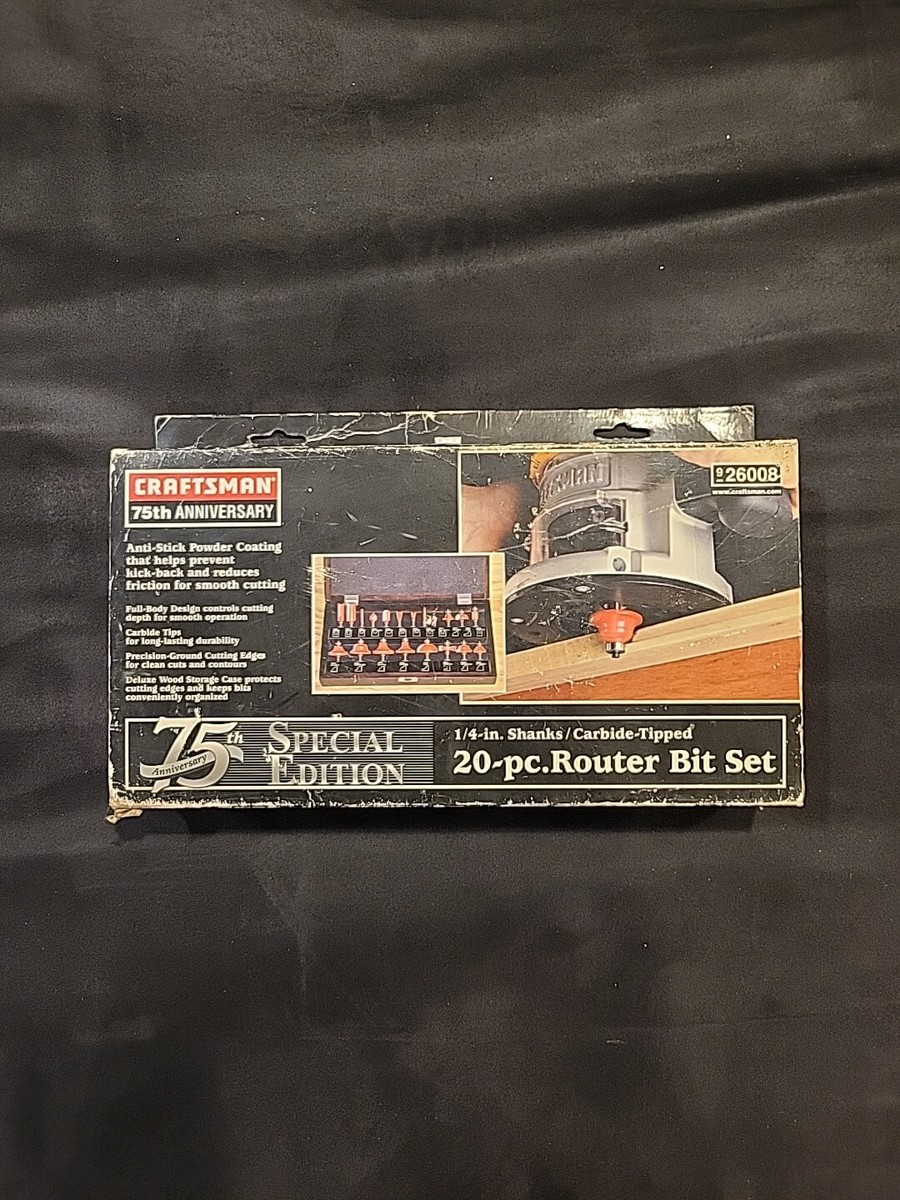 CRAFTSMAN®
75th ANNIVERSARY
Anti-Stick Powder Coating
that helps prevent
kick-back and reduces
friction for smooth cutting
Full-Body Design controls cutting
depth for smooth operation
Carbide Tips
for long-lasting durability
Precision-Ground Cutting Edges
for clean cuts and contours
Deluxe Wood Storage Case protects
cutting edges and keeps bits
conveniently organized
9-26008
www.craftsman.com
75th
Anniversary
SPECIAL
EDITION
1/4-in. Shanks/Carbide-Tipped
20-pc.Router Bit Set